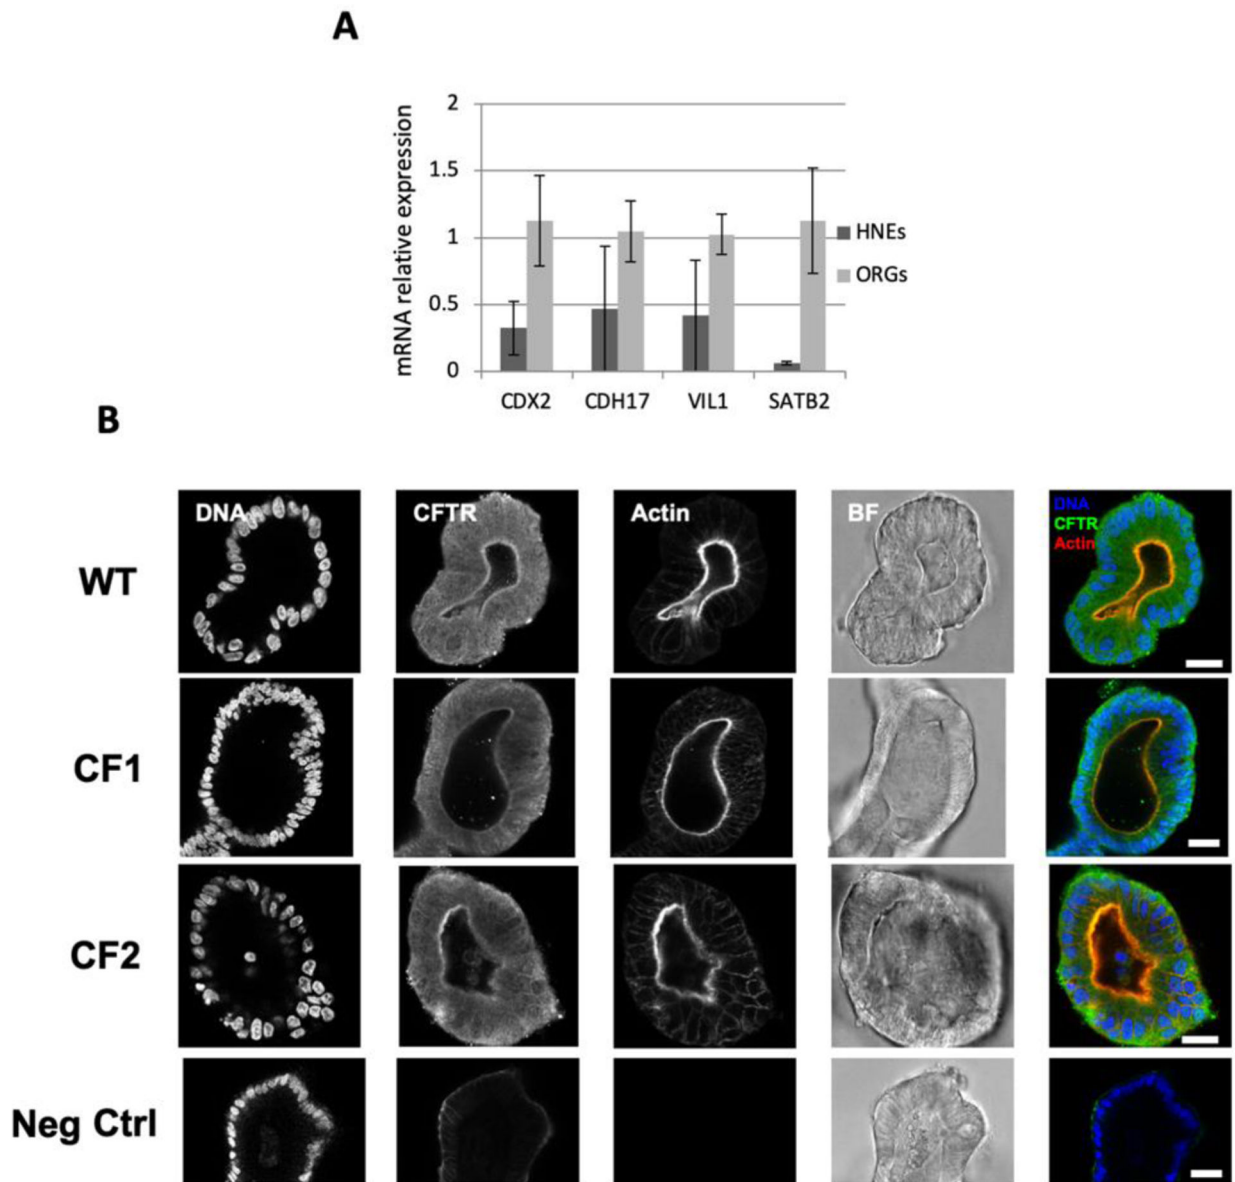 A
mRNA relative expression
2
1.5
1
0.5
0
CDX2 CDH17 VIL1 SATB2
HNEs
ORGs
B
DNA CFTR Actin BF DNA
CFTR
Actin
WT
CF1
CF2
Neg Ctrl